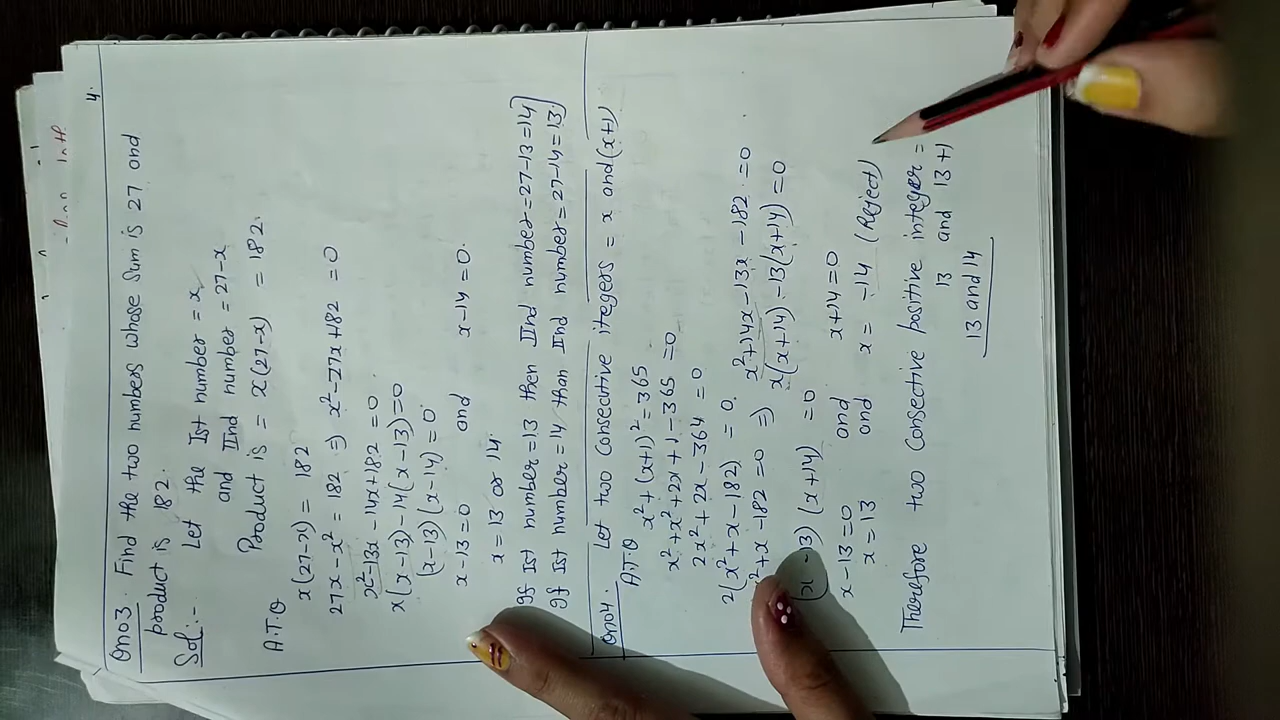 4.
Qno3. Find the two numbers whose sum is 27 and
product is 182.
Sol:- Let the Ist number = x
and IInd number = 27-x
Product is = x(27-x) = 182.
A.T.Q
x(27-x) = 182
27x - x² = 182 ⇒ x²-27x+182 = 0
x²-13x-14x+182 = 0
x(x-13)-14(x-13)=0
(x-13)(x-14)=0
x-13=0 and x-14=0.
x = 13 or 14.
If Ist number=13 then IInd number=27-13=14]
If Ist number=14 than IInd number=27-14=13]
Qno4. Let two consecitive itegers = x and (x+1)
A.T.Q x²+(x+1)²=365
x²+x²+2x+1-365=0
2x²+2x-364=0
2(x²+x-182) = 0.
x²+x-182=0 ⇒ x²+14x-13x-182=0
x(x+14)-13(x+14)=0
(x-13)(x+14) = 0
x-13=0 and x+14=0
x=13 and x = -14 (Reject)
Therefore two Consective positive integer =
13 and 13+1
13 and 14